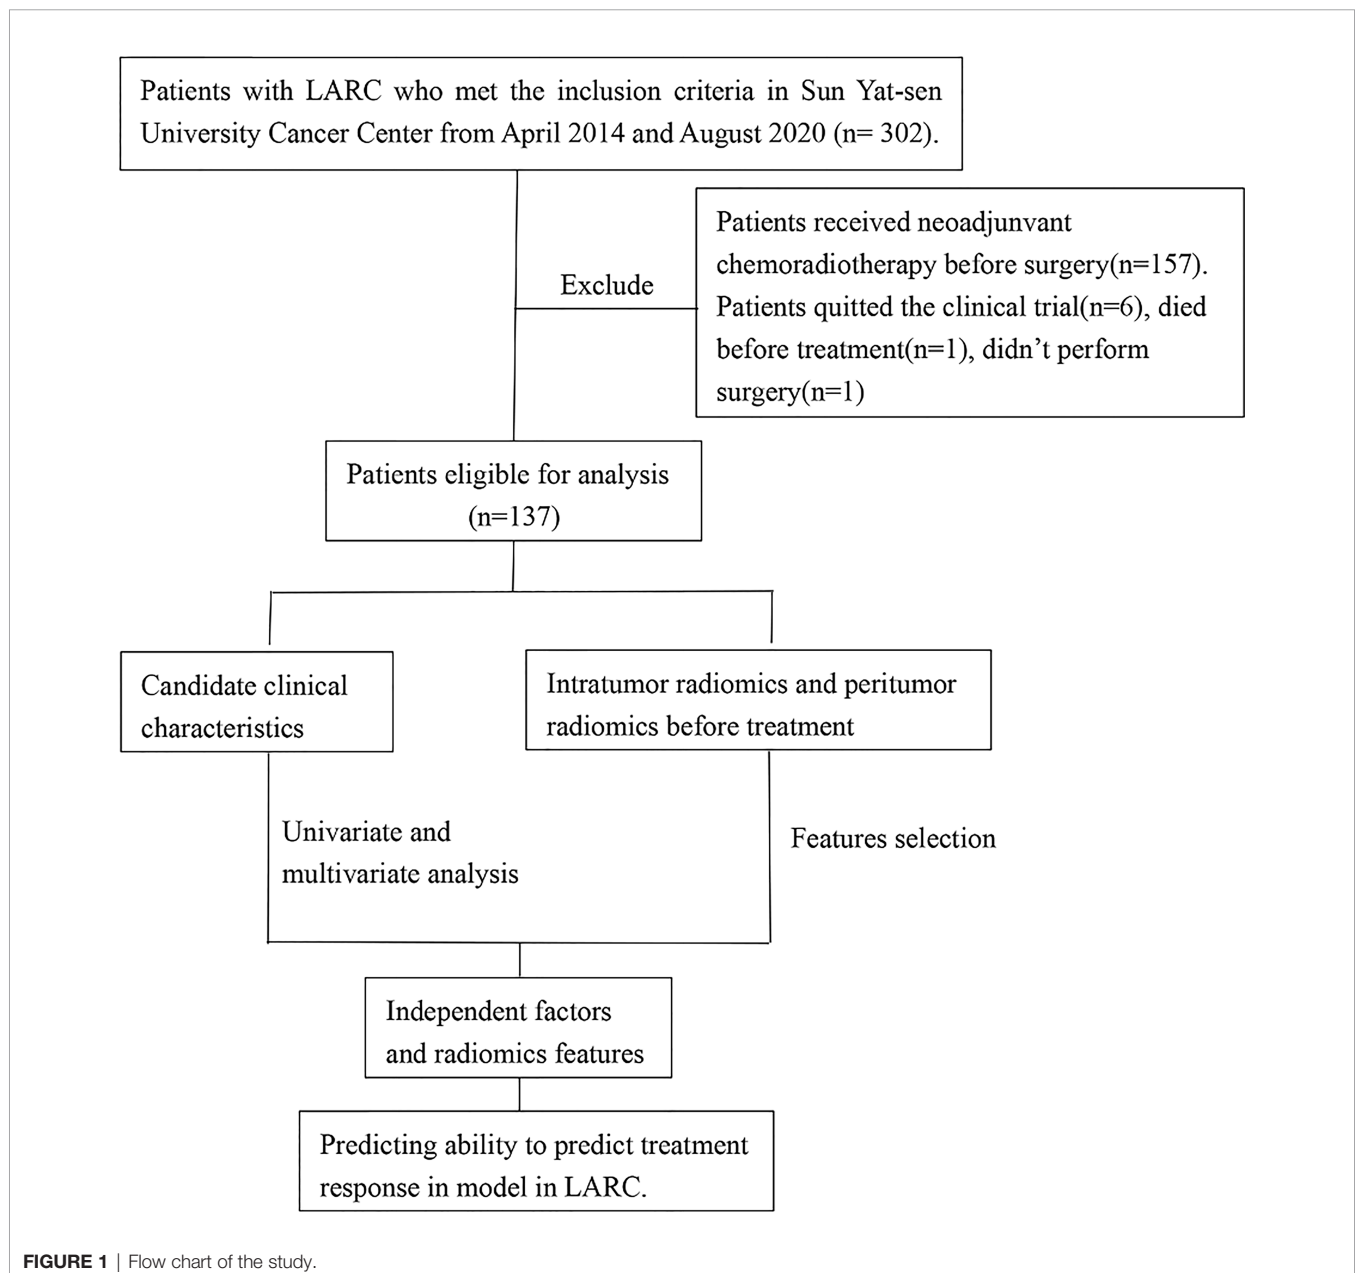 Patients with LARC who met the inclusion criteria in Sun Yat-sen
University Cancer Center from April 2014 and August 2020 (n= 302).
Patients received neoadjunvant
chemoradiotherapy before surgery(n=157).
Exclude
Patients quitted the clinical trial(n=6), died
before treatment(n=1), didn't perform
surgery(n=1)
Patients eligible for analysis
(n=137)
Candidate clinical
characteristics
Intratumor radiomics and peritumor
radiomics before treatment
Univariate and
multivariate analysis
Features selection
Independent factors
and radiomics features
Predicting ability to predict treatment
response in model in LARC.
FIGURE 1 | Flow chart of the study.